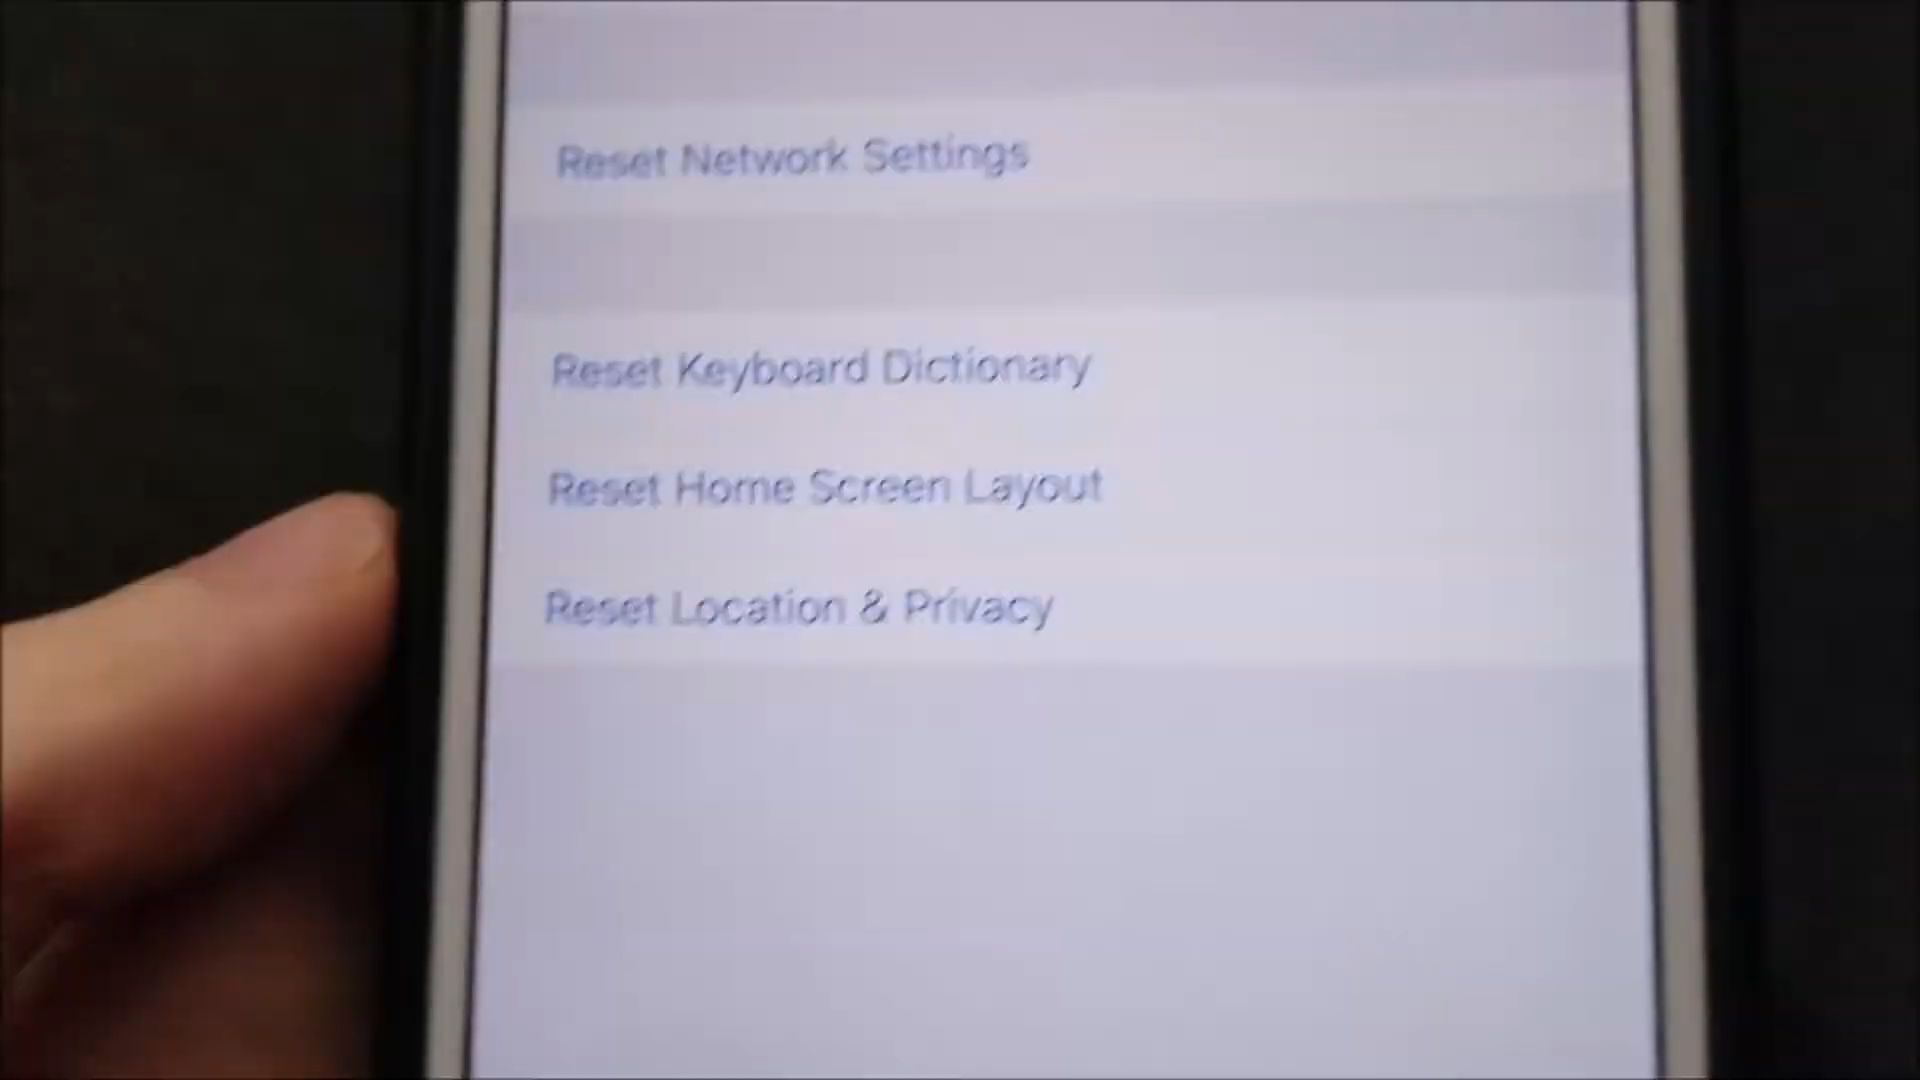 Reset Network Settings
Reset Keyboard Dictionary
Reset Home Screen Layout
Reset Location & Privacy